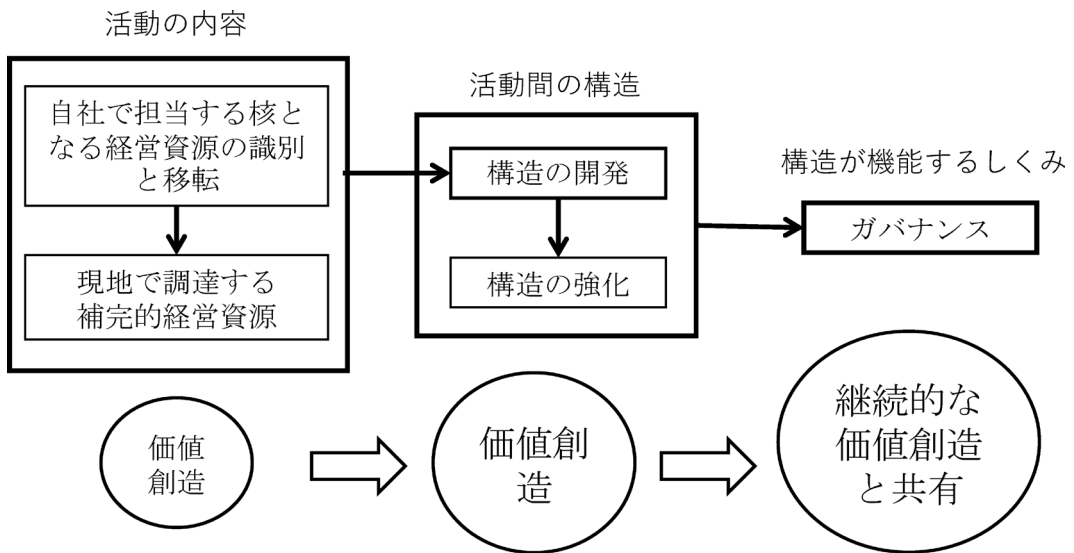 活動の内容
自社で担当する核と
なる経営資源の識別
と移転
現地で調達する
補完的経営資源
活動間の構造
構造の開発
構造の強化
構造が機能するしくみ
ガバナンス
価値
創造
価値創
造
継続的な
価値創造
と共有